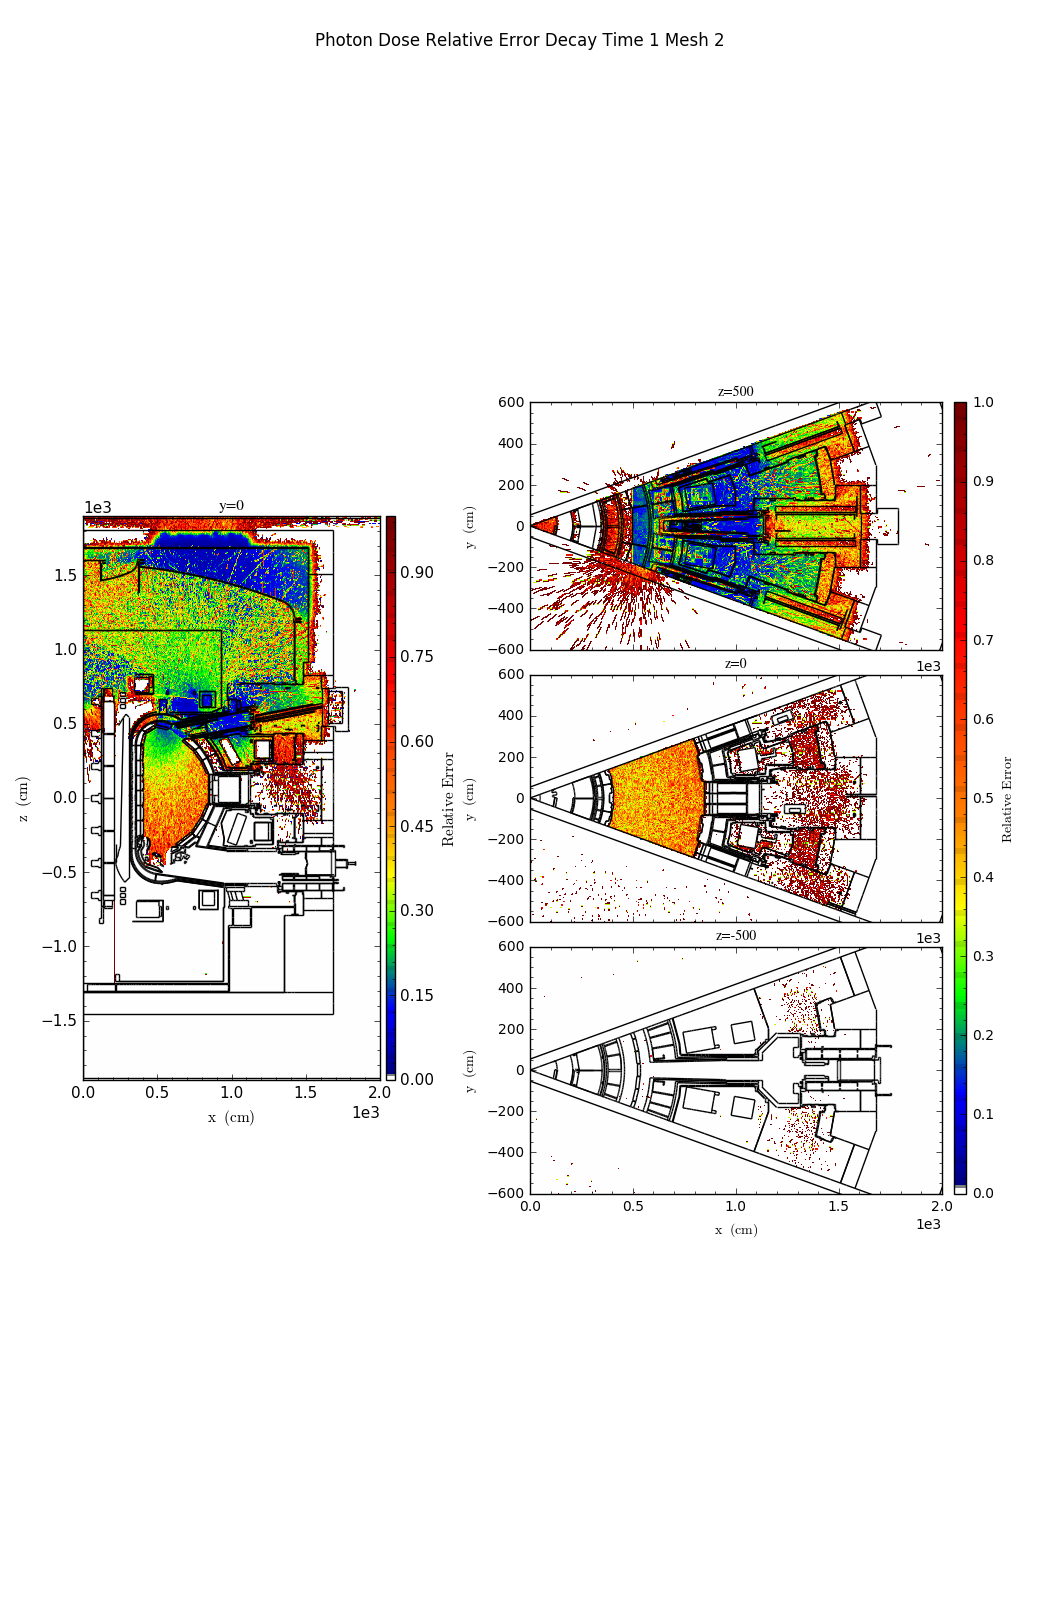 Photon Dose Relative Error Decay Time 1 Mesh 2
1e3
y=0
1.5
1.0
0.5
0.0
−0.5
−1.0
−1.5
z (cm)
0.0 0.5 1.0 1.5 2.0
1e3
x (cm)
0.90
0.75
0.60
0.45
0.30
0.15
0.00
Relative Error
z=500
600
400
200
0
−200
−400
−600
y (cm)
1e3
z=0
600
400
200
0
−200
−400
−600
y (cm)
1e3
z=-500
600
400
200
0
−200
−400
−600
y (cm)
0.0 0.5 1.0 1.5 2.0
1e3
x (cm)
1.0
0.9
0.8
0.7
0.6
0.5
0.4
0.3
0.2
0.1
0.0
Relative Error